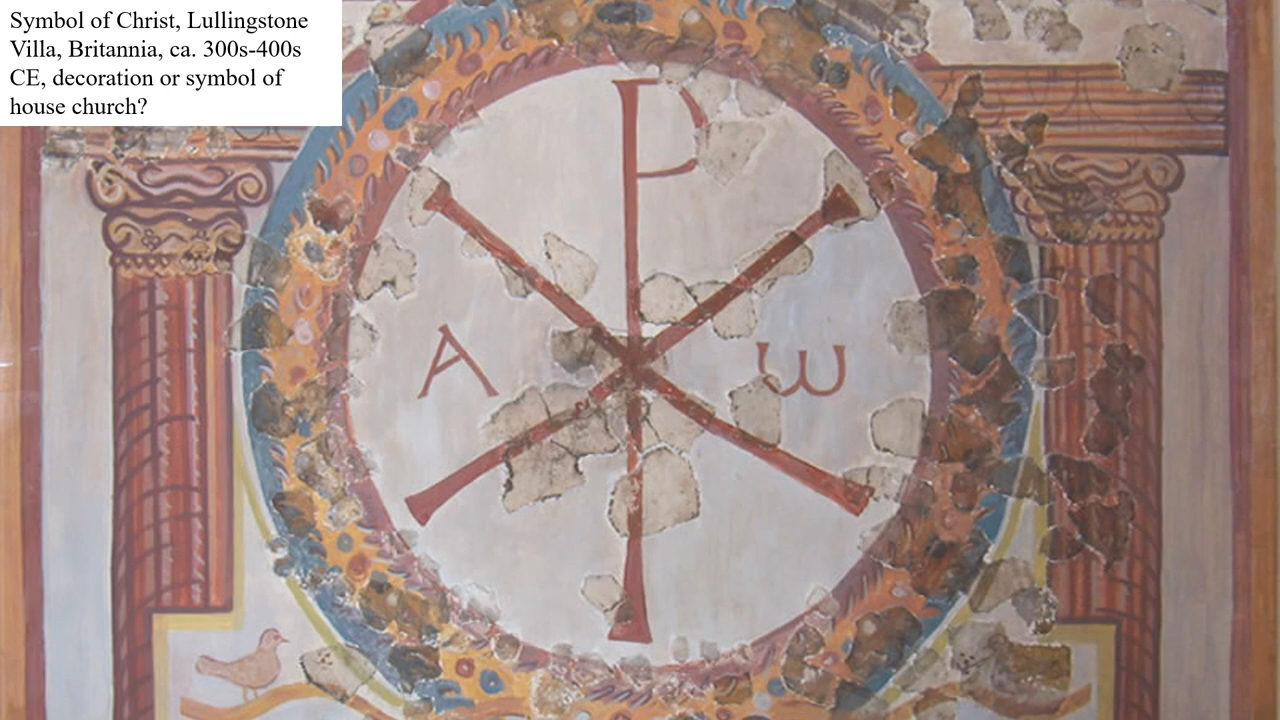 Symbol of Christ, Lullingstone
Villa, Britannia, ca. 300s-400s
CE, decoration or symbol of
house church?
Α ω